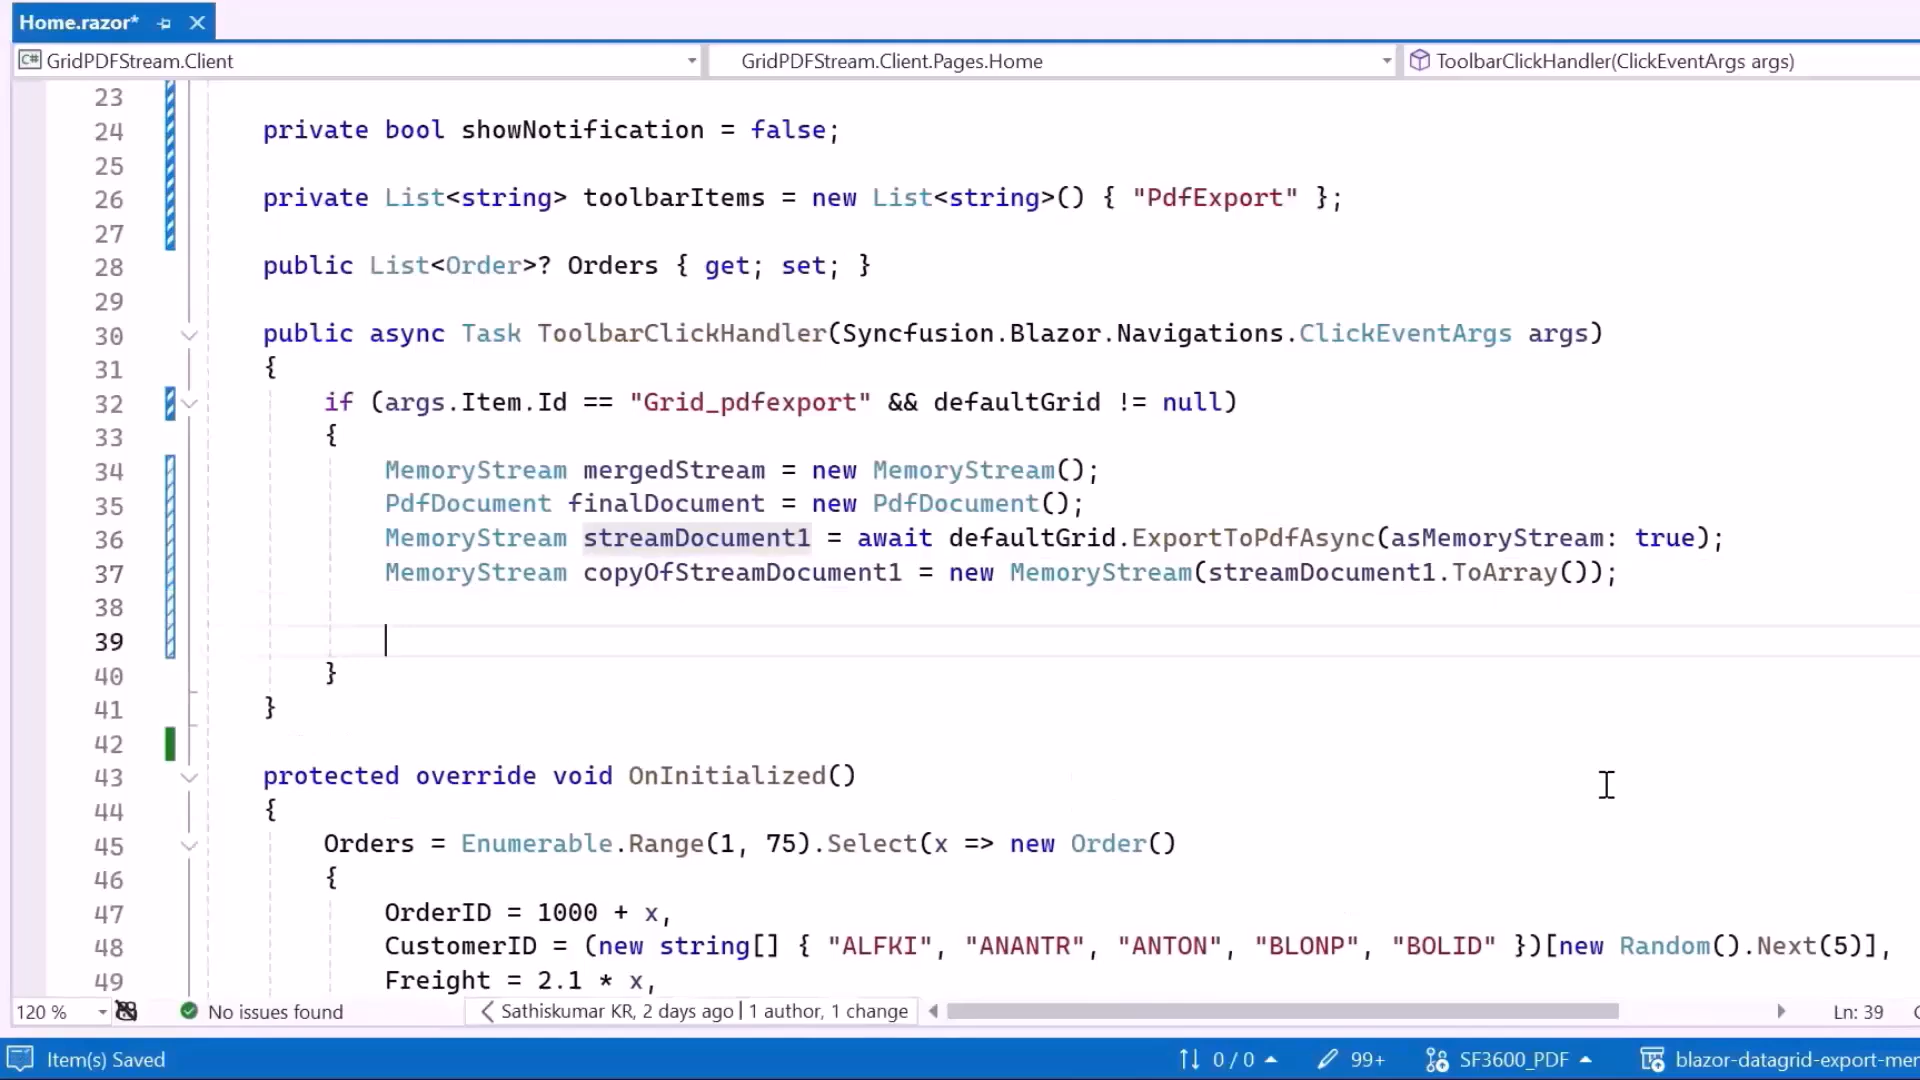 Home.razor*
GridPDFStream.Client GridPDFStream.Client.Pages.Home ToolbarClickHandler(ClickEventArgs args)
23
24 private bool showNotification = false;
25
26 private List<string> toolbarItems = new List<string>() { "PdfExport" };
27
28 public List<Order>? Orders { get; set; }
29
30 public async Task ToolbarClickHandler(Syncfusion.Blazor.Navigations.ClickEventArgs args)
31 {
32 if (args.Item.Id == "Grid_pdfexport" && defaultGrid != null)
33 {
34 MemoryStream mergedStream = new MemoryStream();
35 PdfDocument finalDocument = new PdfDocument();
36 MemoryStream streamDocument1 = await defaultGrid.ExportToPdfAsync(asMemoryStream: true);
37 MemoryStream copyOfStreamDocument1 = new MemoryStream(streamDocument1.ToArray());
38
39
40 }
41 }
42
43 protected override void OnInitialized()
44 {
45 Orders = Enumerable.Range(1, 75).Select(x => new Order()
46 {
47 OrderID = 1000 + x,
48 CustomerID = (new string[] { "ALFKI", "ANANTR", "ANTON", "BLONP", "BOLID" })[new Random().Next(5)],
49 Freight = 2.1 * x,
120 % No issues found Sathiskumar KR, 2 days ago | 1 author, 1 change Ln: 39
Item(s) Saved 0 / 0 99+ SF3600_PDF blazor-datagrid-export-mem